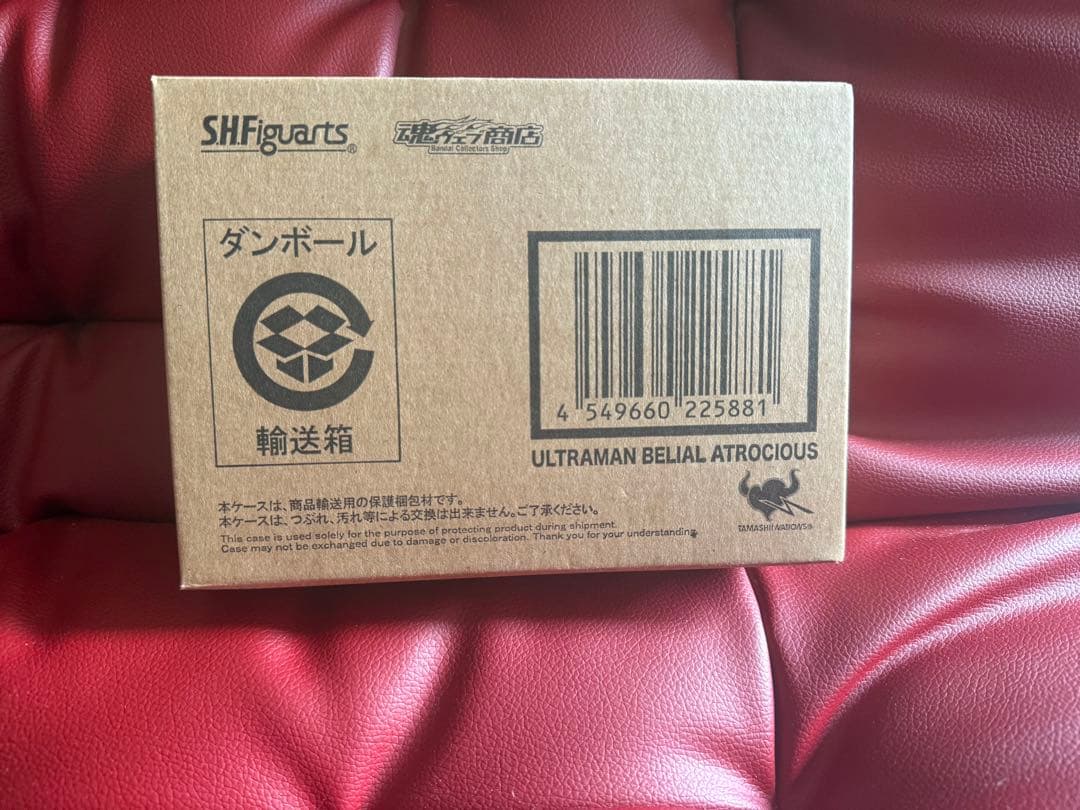 S.H.Figuarts®
魂ウェブ商店
Bandai Collectors Shop
ダンボール
輸送箱
4 549660 225881
ULTRAMAN BELIAL ATROCIOUS
TAMASHII NATIONS®
本ケースは、商品輸送用の保護梱包材です。
本ケースは、つぶれ、汚れ等による交換は出来ません。ご了承ください。
This case is used solely for the purpose of protecting product during shipment.
Case may not be exchanged due to damage or discoloration. Thank you for your understanding.